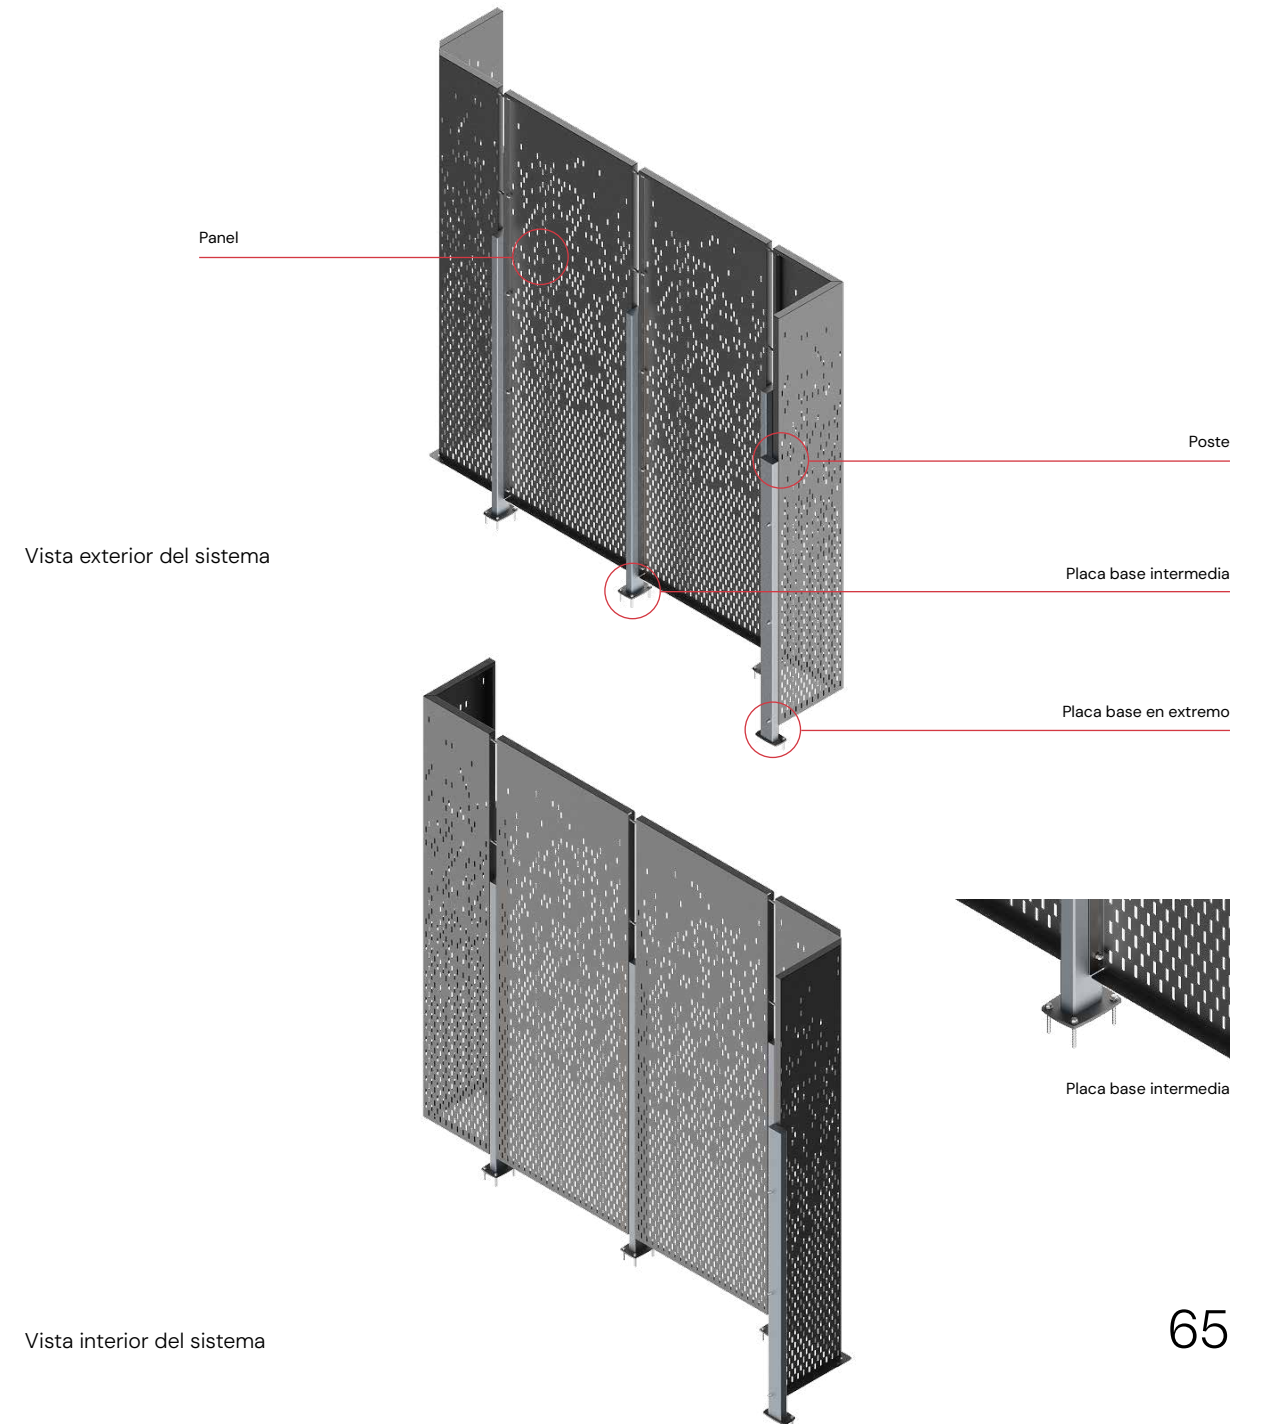 Panel
Poste
Vista exterior del sistema
Placa base intermedia
Placa base en extremo
Placa base intermedia
Vista interior del sistema
65